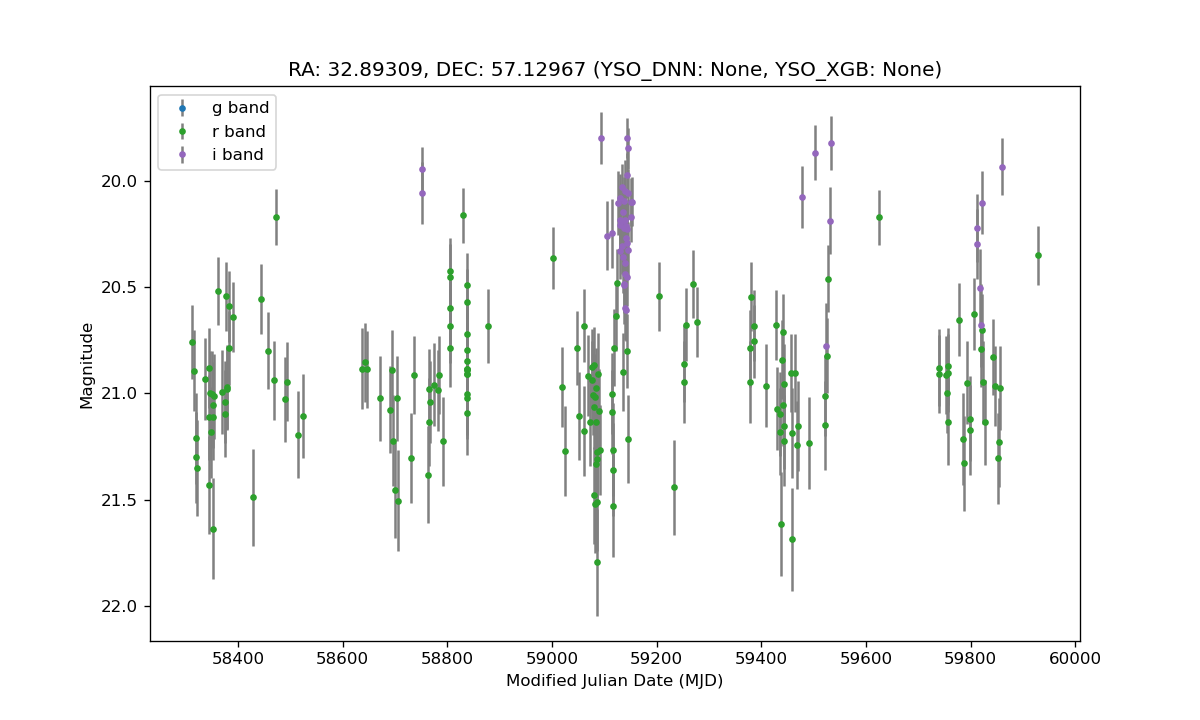 RA: 32.89309, DEC: 57.12967 (YSO_DNN: None, YSO_XGB: None)
g band
r band
i band
20.0
20.5
21.0
21.5
22.0
Magnitude
58400 58600 58800 59000 59200 59400 59600 59800 60000
Modified Julian Date (MJD)